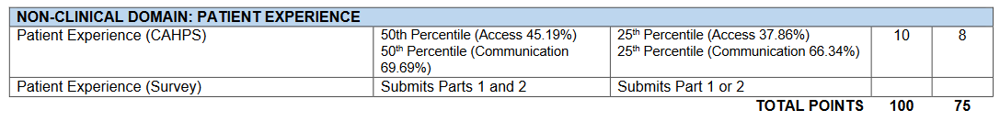 NON-CLINICAL DOMAIN: PATIENT EXPERIENCE
Patient Experience (CAHPS) 50th Percentile (Access 45.19%) 25th Percentile (Access 37.86%) 10 8
50th Percentile (Communication 69.69%) 25th Percentile (Communication 66.34%)
Patient Experience (Survey) Submits Parts 1 and 2 Submits Part 1 or 2
TOTAL POINTS 100 75